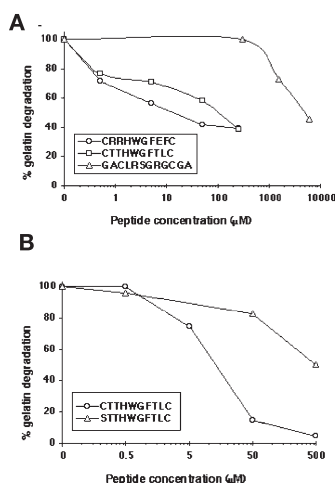 A
% gelatin degradation
100
80
60
40
20
0
CRRHWGFEFC
CTTHWGFTLC
GACLRSGRGCGA
0 1 10 100 1000 10000
Peptide concentration (μM)
B
% gelatin degradation
100
80
60
40
20
0
CTTHWGFTLC
STTHWGFTLC
0 0.5 5 50 500
Peptide concentration (μM)